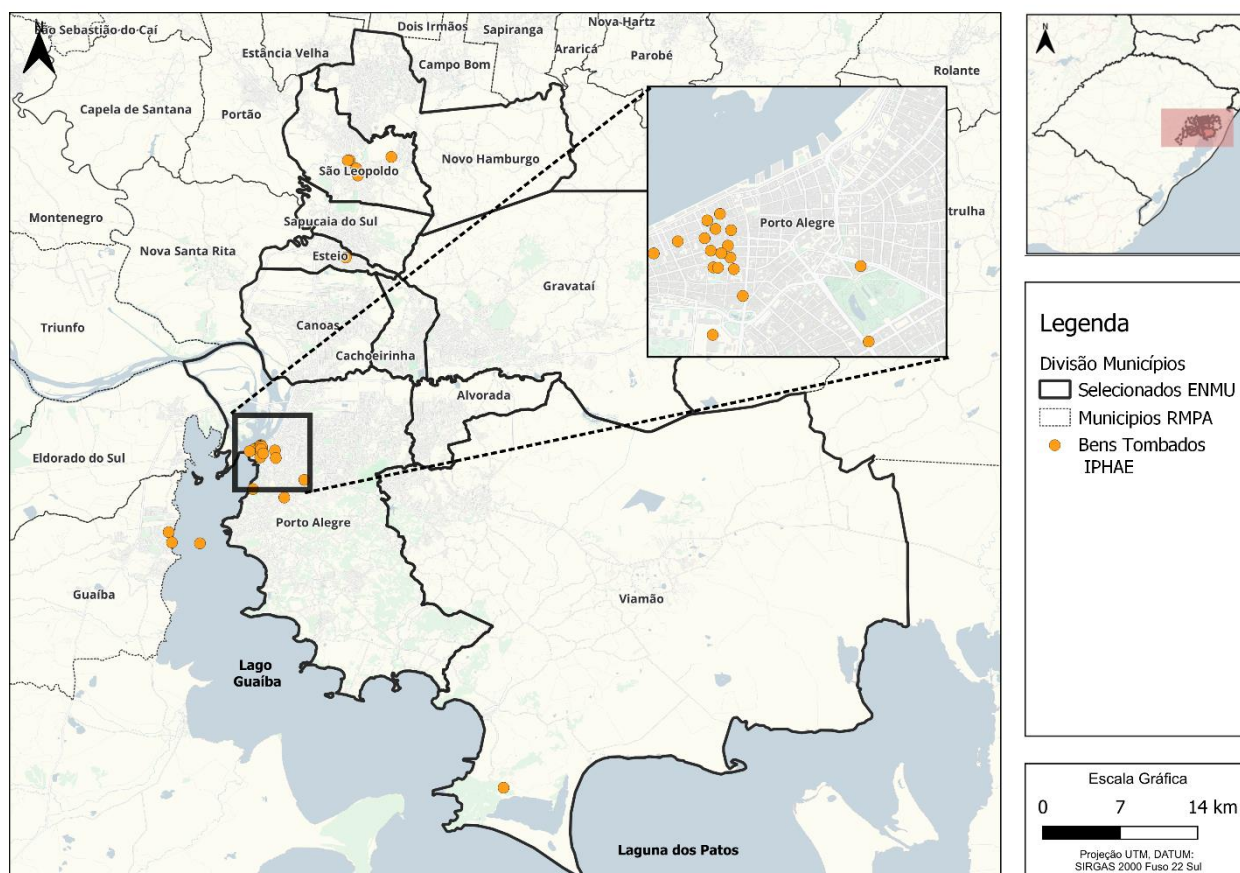 Dois Irmãos
Nova Hartz
São Sebastião do Caí
N
Sapiranga
Araricá
Estância Velha
Campo Bom
Parobé
Rolante
Capela de Santana
Portão
Novo Hamburgo
São Leopoldo
Montenegro
Sapucaia do Sul
trulha
Porto Alegre
Nova Santa Rita
Esteio
Gravataí
Triunfo
Canoas
Cachoeirinha
Alvorada
Eldorado do Sul
Porto Alegre
Guaíba
Viamão
Lago
Guaíba
Laguna dos Patos
N
Legenda
Divisão Municípios
Selecionados ENMU
Municipios RMPA
Bens Tombados
IPHAE
Escala Gráfica
0 7 14 km
Projeção UTM, DATUM:
SIRGAS 2000 Fuso 22 Sul